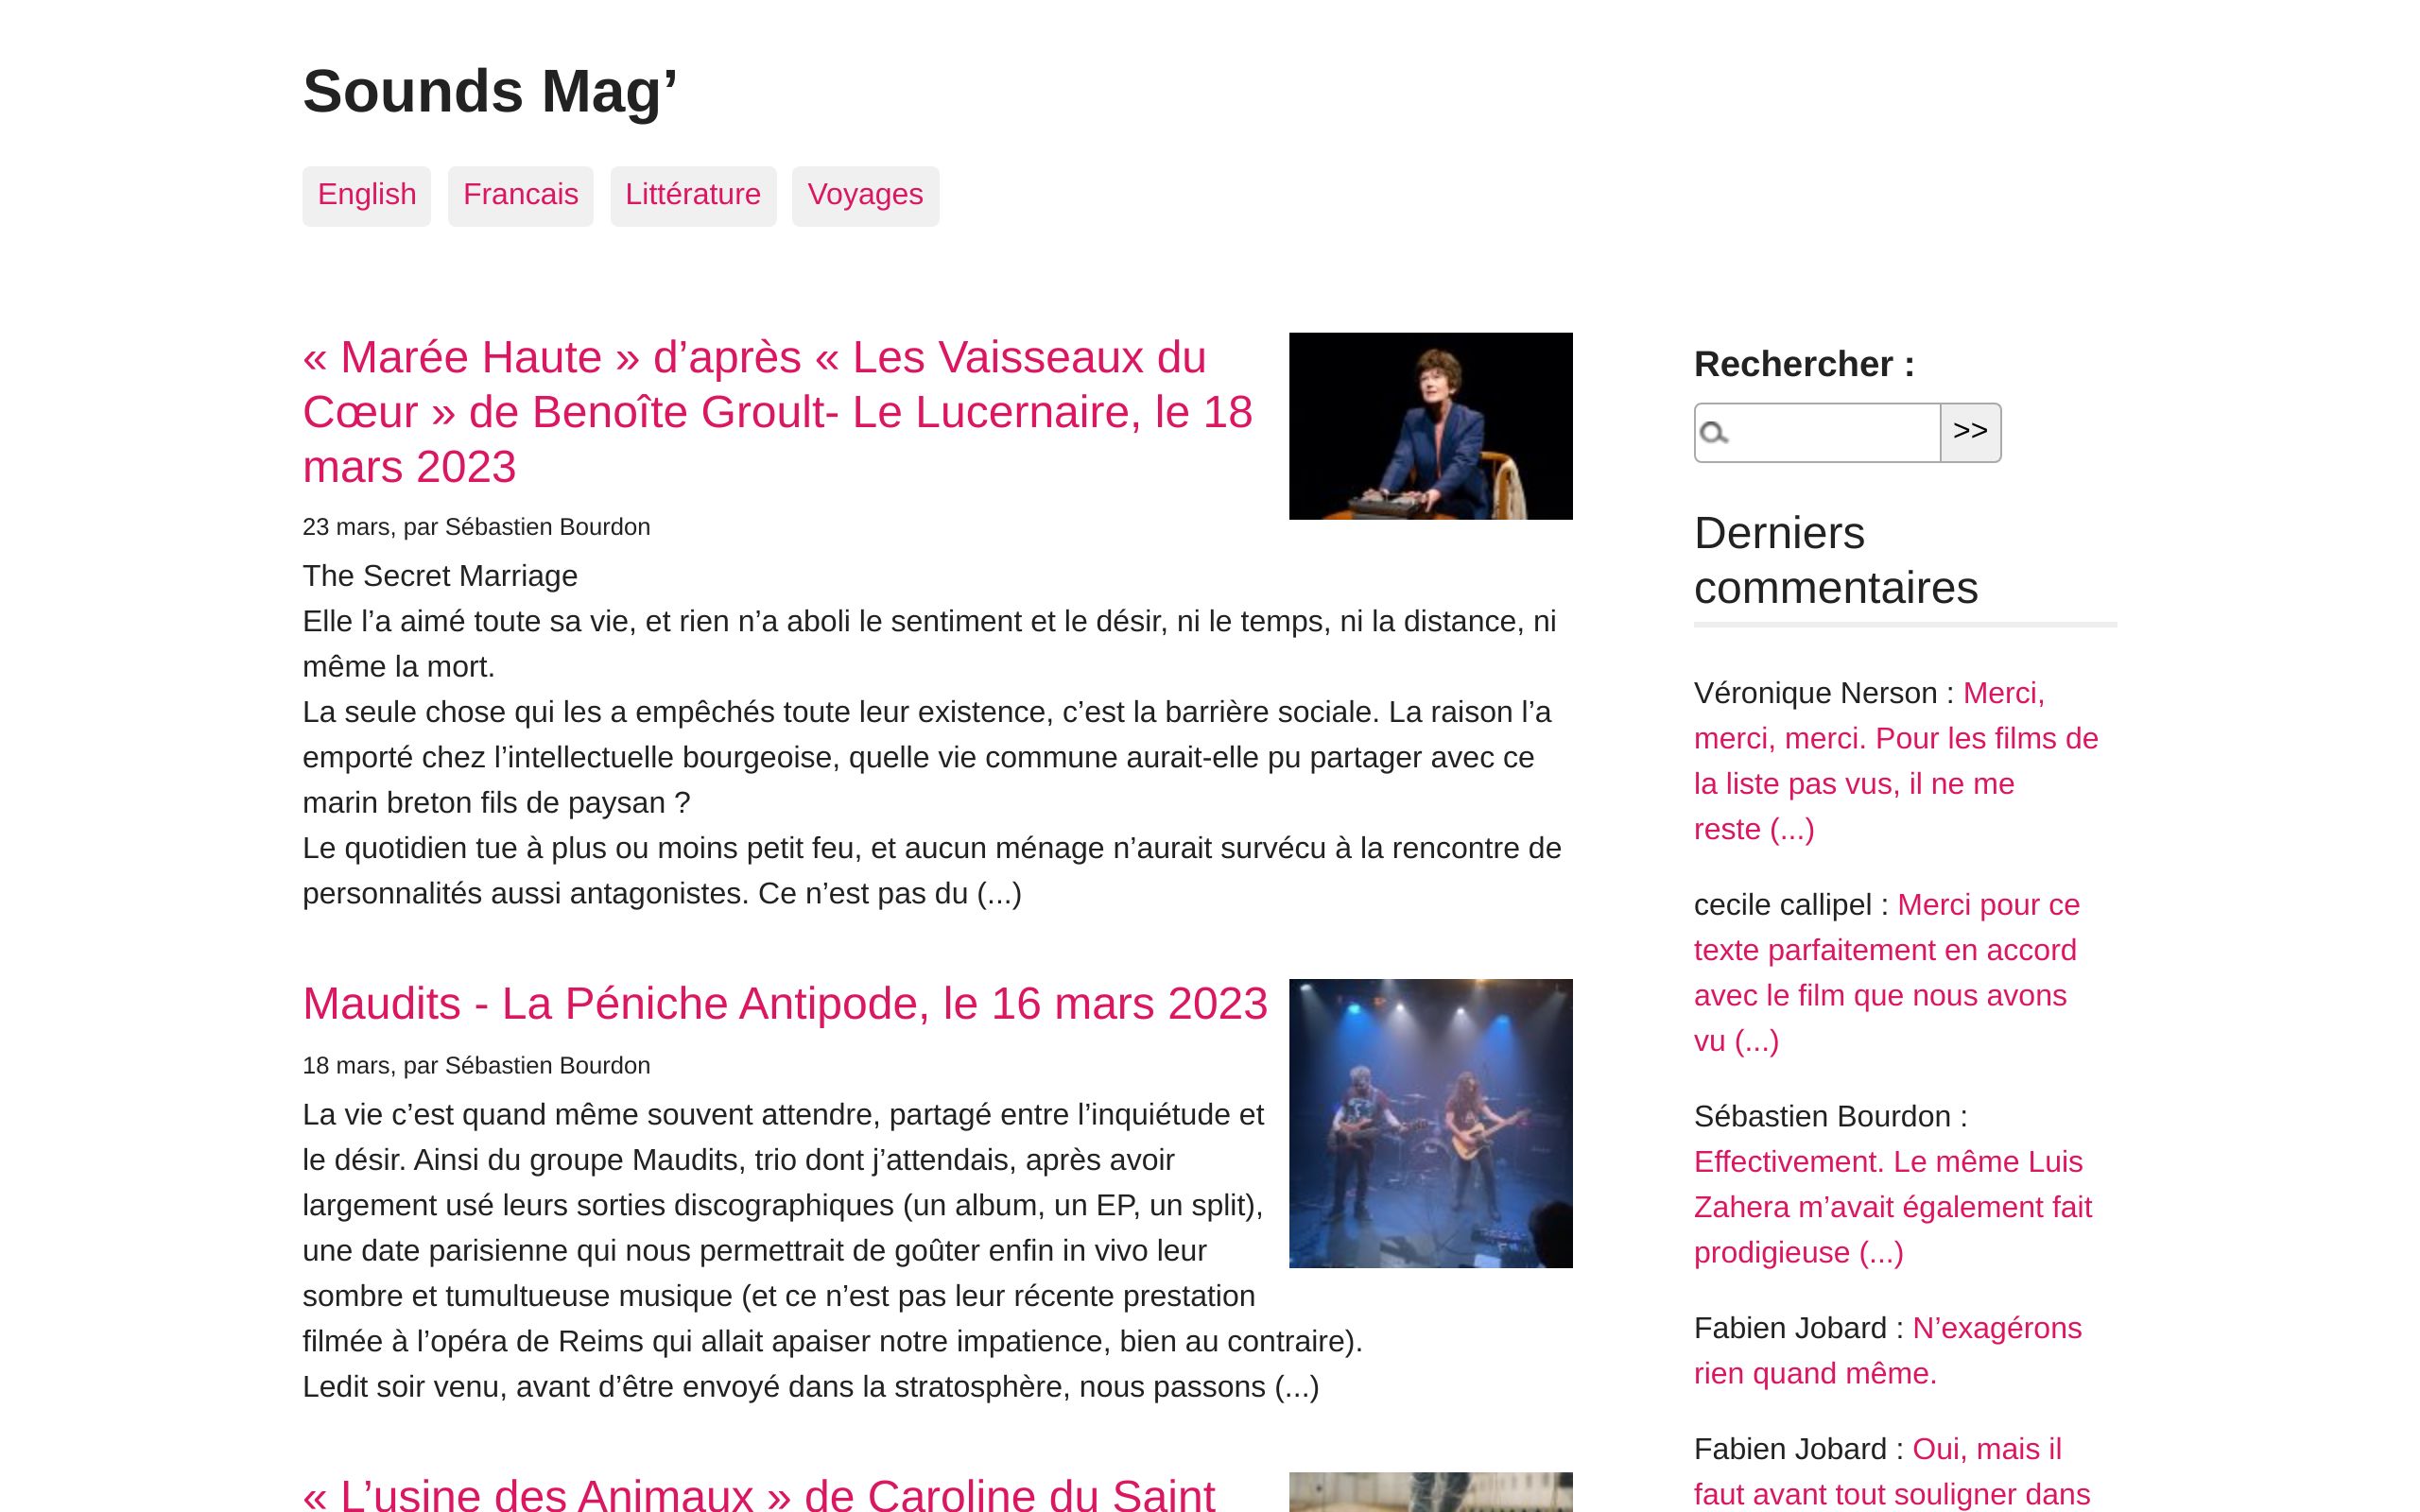 Sounds Mag’
English
Francais
Littérature
Voyages
« Marée Haute » d’après « Les Vaisseaux du
Cœur » de Benoîte Groult- Le Lucernaire, le 18
mars 2023
23 mars, par Sébastien Bourdon
The Secret Marriage
Elle l’a aimé toute sa vie, et rien n’a aboli le sentiment et le désir, ni le temps, ni la distance, ni
même la mort.
La seule chose qui les a empêchés toute leur existence, c’est la barrière sociale. La raison l’a
emporté chez l’intellectuelle bourgeoise, quelle vie commune aurait-elle pu partager avec ce
marin breton fils de paysan ?
Le quotidien tue à plus ou moins petit feu, et aucun ménage n’aurait survécu à la rencontre de
personnalités aussi antagonistes. Ce n’est pas du (...)
Maudits - La Péniche Antipode, le 16 mars 2023
18 mars, par Sébastien Bourdon
La vie c’est quand même souvent attendre, partagé entre l’inquiétude et
le désir. Ainsi du groupe Maudits, trio dont j’attendais, après avoir
largement usé leurs sorties discographiques (un album, un EP, un split),
une date parisienne qui nous permettrait de goûter enfin in vivo leur
sombre et tumultueuse musique (et ce n’est pas leur récente prestation
filmée à l’opéra de Reims qui allait apaiser notre impatience, bien au contraire).
Ledit soir venu, avant d’être envoyé dans la stratosphère, nous passons (...)
« L’usine des Animaux » de Caroline du Saint
Rechercher :
>>
Derniers
commentaires
Véronique Nerson : Merci,
merci, merci. Pour les films de
la liste pas vus, il ne me
reste (...)
cecile callipel : Merci pour ce
texte parfaitement en accord
avec le film que nous avons
vu (...)
Sébastien Bourdon :
Effectivement. Le même Luis
Zahera m’avait également fait
prodigieuse (...)
Fabien Jobard : N’exagérons
rien quand même.
Fabien Jobard : Oui, mais il
faut avant tout souligner dans